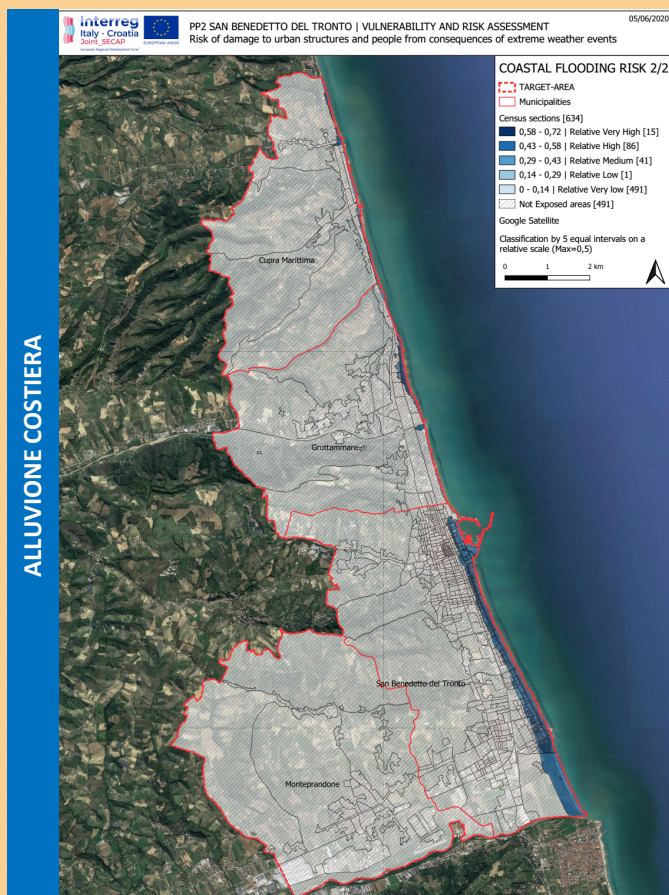 Interreg
Italy - Croatia
Joint_SECAP
European Regional Development Fund
EUROPEAN UNION
PP2 SAN BENEDETTO DEL TRONTO | VULNERABILITY AND RISK ASSESSMENT
Risk of damage to urban structures and people from consequences of extreme weather events
05/06/2020
COASTAL FLOODING RISK 2/2
TARGET-AREA
Municipalities
Census sections [634]
0,58 - 0,72 | Relative Very High [15]
0,43 - 0,58 | Relative High [86]
0,29 - 0,43 | Relative Medium [41]
0,14 - 0,29 | Relative Low [1]
0 - 0,14 | Relative Very low [491]
Not Exposed areas [491]
Google Satellite
Classification by 5 equal intervals on a
relative scale (Max=0,5)
0 1 2 km
ALLUVIONE COSTIERA
Cupra Marittima
Grottammare
San Benedetto del Tronto
Monteprandone